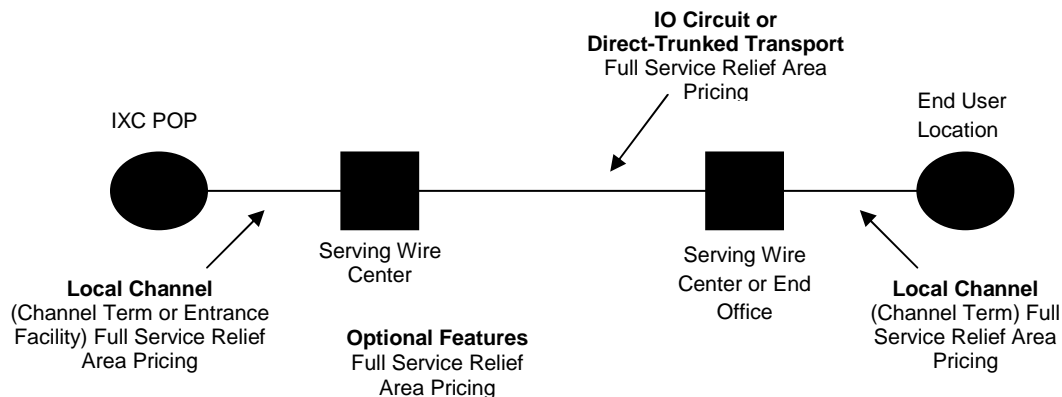 IO Circuit or
Direct-Trunked Transport
Full Service Relief Area
Pricing
IXC POP
End User
Location
Serving Wire
Center
Serving Wire
Center or End
Office
Local Channel
(Channel Term or Entrance
Facility) Full Service Relief
Area Pricing
Optional Features
Full Service Relief
Area Pricing
Local Channel
(Channel Term) Full
Service Relief Area
Pricing